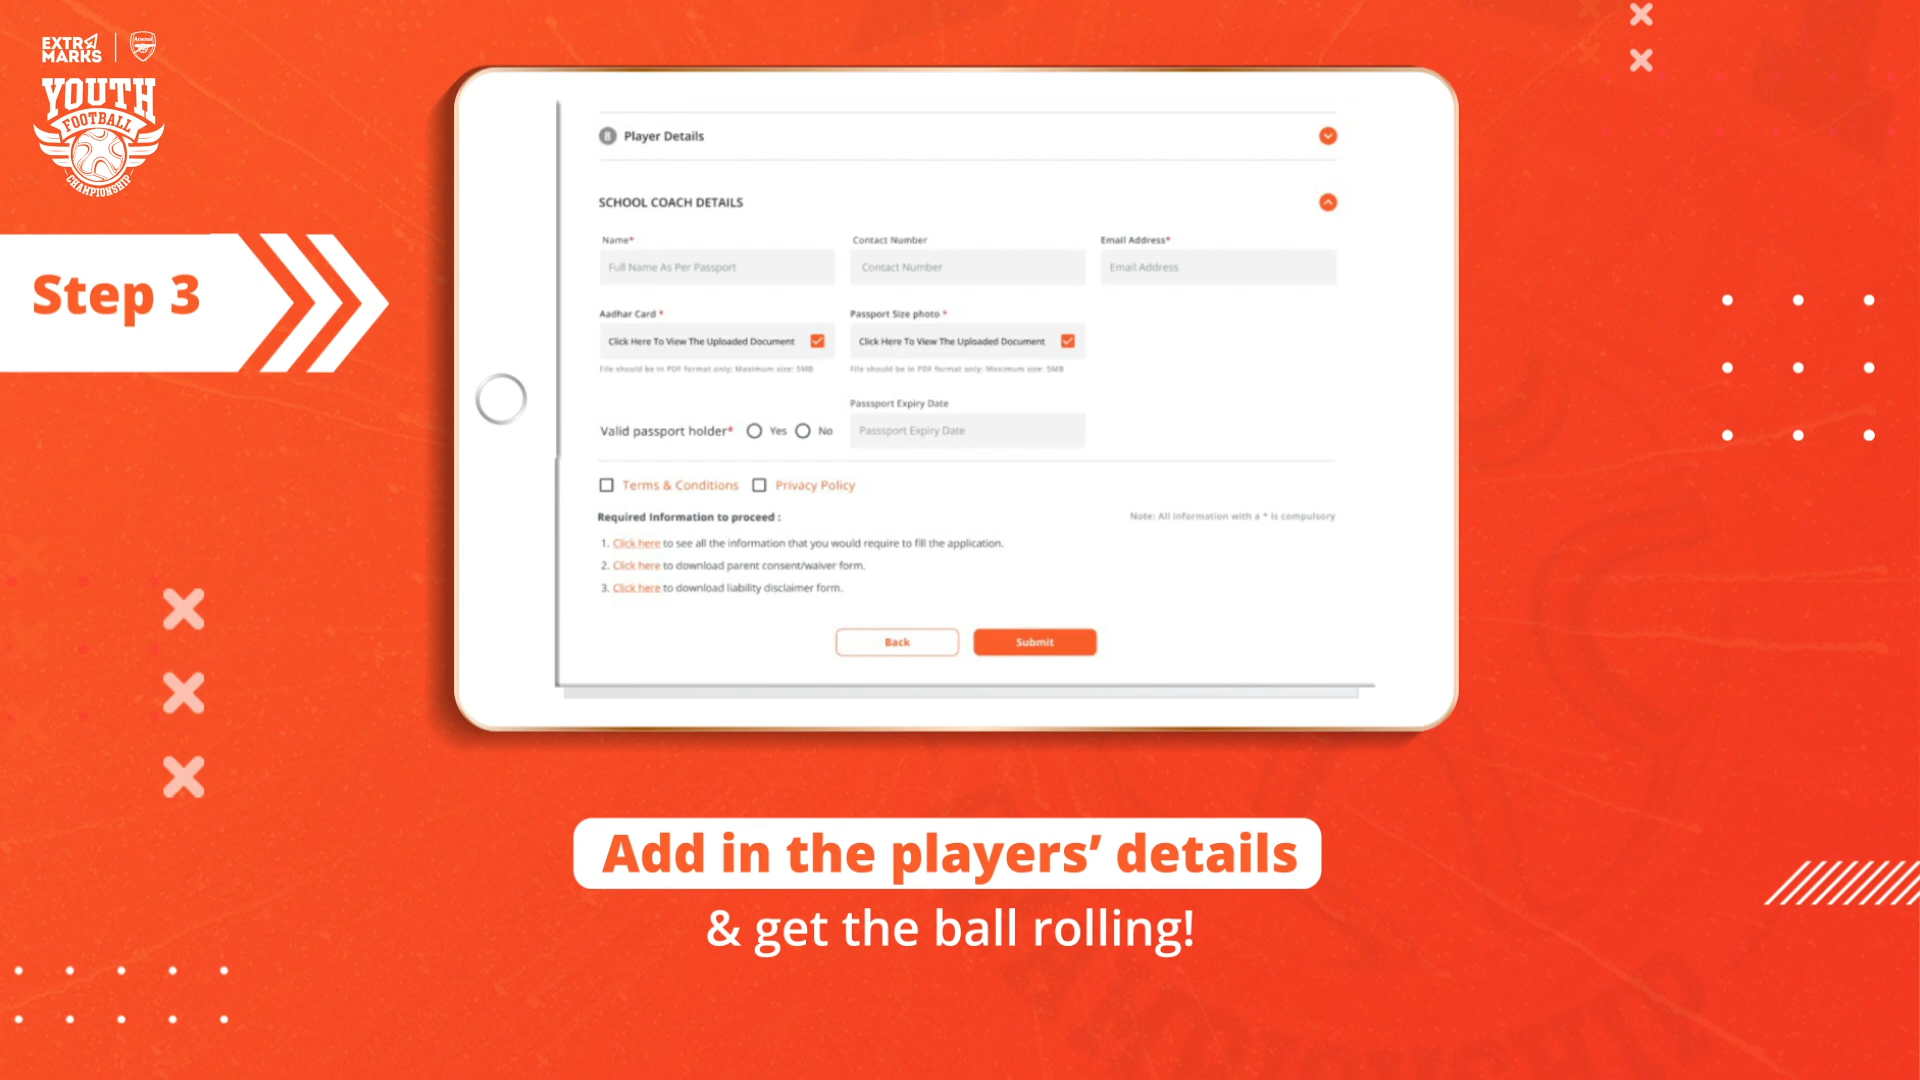 EXTRA
MARKS
Arsenal
YOUTH
FOOTBALL
CHAMPIONSHIP
Step 3
8 Player Details
SCHOOL COACH DETAILS
Name* Contact Number Email Address*
Full Name As Per Passport Contact Number Email Address
Aadhar Card * Passport Size photo *
Click Here To View The Uploaded Document Click Here To View The Uploaded Document
File should be in PDF format only; Maximum size: 5MB File should be in PDF format only; Maximum size: 5MB
Passsport Expiry Date
Valid passport holder* Yes No Passsport Expiry Date
Terms & Conditions Privacy Policy
Required Information to proceed : Note: All information with a * is compulsory
1. Click here to see all the information that you would require to fill the application.
2. Click here to download parent consent/waiver form.
3. Click here to download liability disclaimer form.
Back Submit
Add in the players’ details
& get the ball rolling!